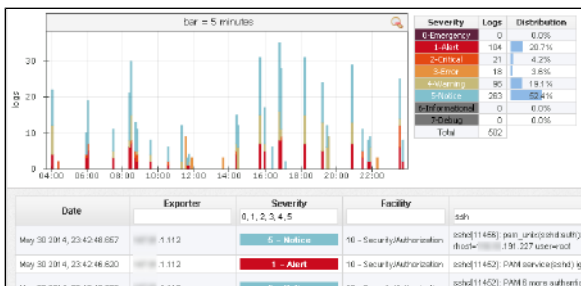 bar = 5 minutes
Severity Logs Distribution
0-Emergency 0 0.0%
1-Alert 104 20.7%
2-Critical 21 4.2%
3-Error 18 3.6%
4-Warning 96 19.1%
5-Notice 263 52.4%
6-Informational 0 0.0%
7-Debug 0 0.0%
Total 502
logs
30
20
10
0
04:00 06:00 08:00 10:00 12:00 14:00 16:00 18:00 20:00 22:00
Date Exporter Severity Facility
0, 1, 2, 3, 4, 5 ssh
May 30 2014, 23:42:48.657 .1.112 5 - Notice 10 - Security/Authorization sshd[11456]: pam_unix(sshd:auth):
rhost= .191.227 user=root
May 30 2014, 23:42:46.620 .1.112 1 - Alert 10 - Security/Authorization sshd[11452]: PAM service(sshd) ig
sshd[11452]: PAM 6 more authenti